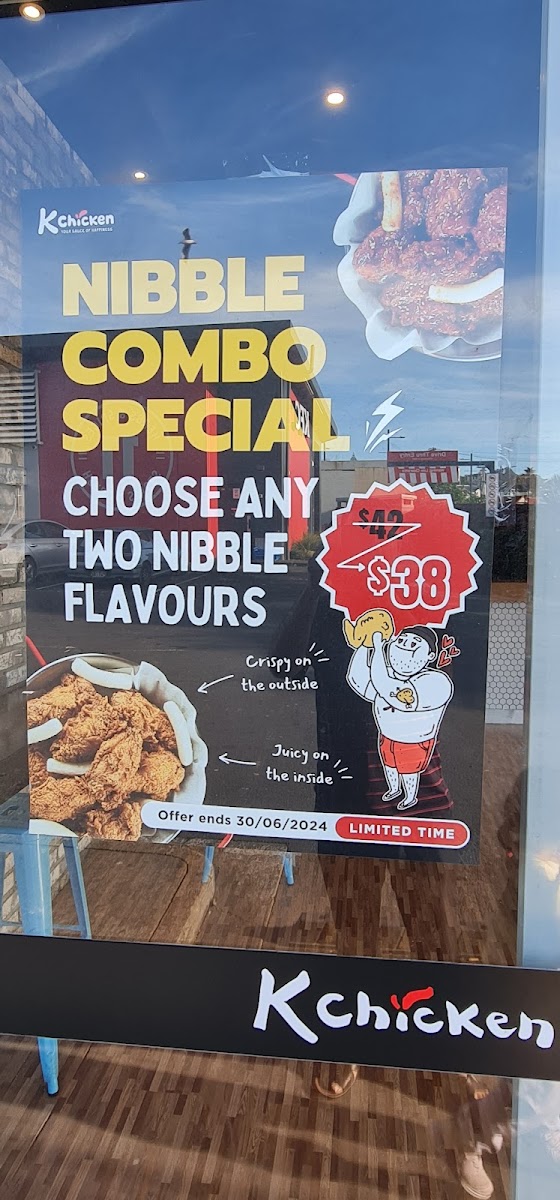 Kchicken
YOUR SAUCE OF HAPPINESS
NIBBLE
COMBO
SPECIAL
CHOOSE ANY
TWO NIBBLE
FLAVOURS
$42
$38
Crispy on
the outside
Juicy on
the inside
Offer ends 30/06/2024
LIMITED TIME
Kchicken